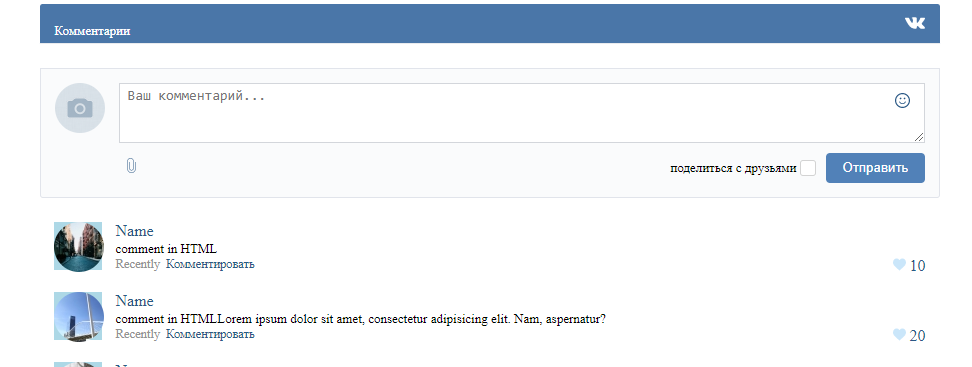 Комментарии
Ваш комментарий...
поделиться с друзьями
Отправить
Name
comment in HTML
Recently Комментировать
10
Name
comment in HTMLLorem ipsum dolor sit amet, consectetur adipisicing elit. Nam, aspernatur?
Recently Комментировать
20